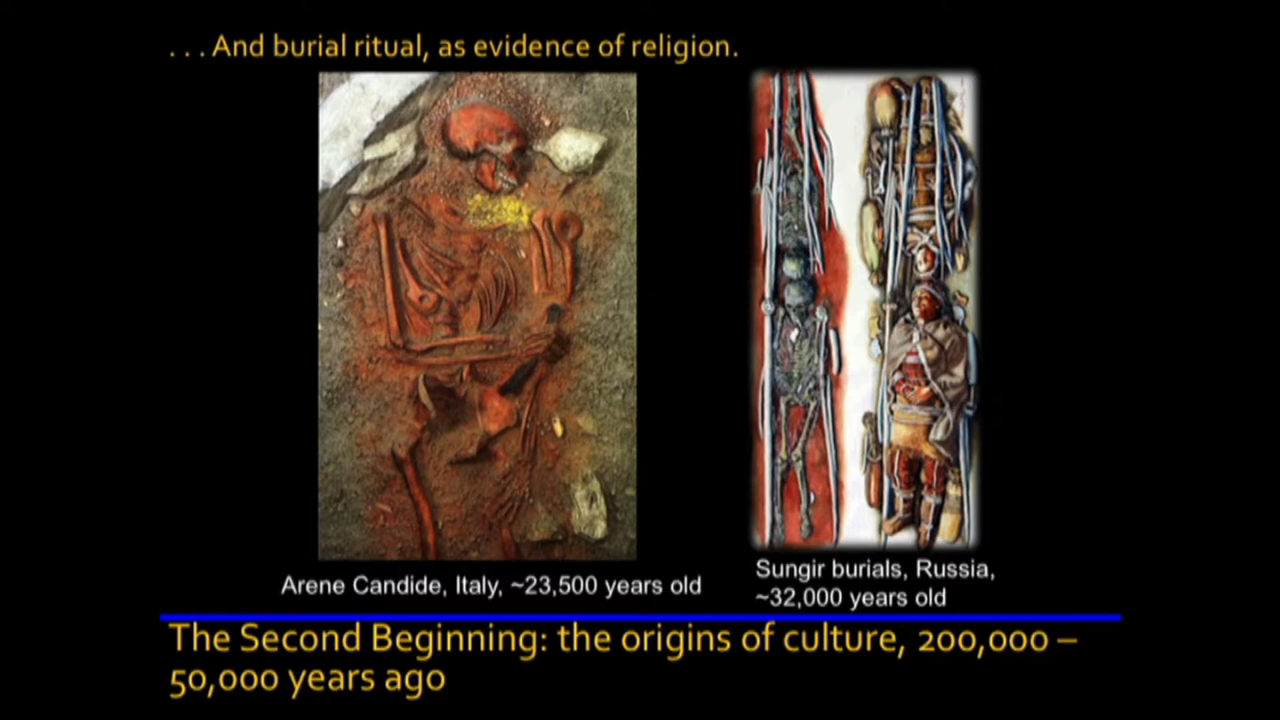 . . . And burial ritual, as evidence of religion.
Arene Candide, Italy, ~23,500 years old
Sungir burials, Russia,
~32,000 years old
The Second Beginning: the origins of culture, 200,000 –
50,000 years ago